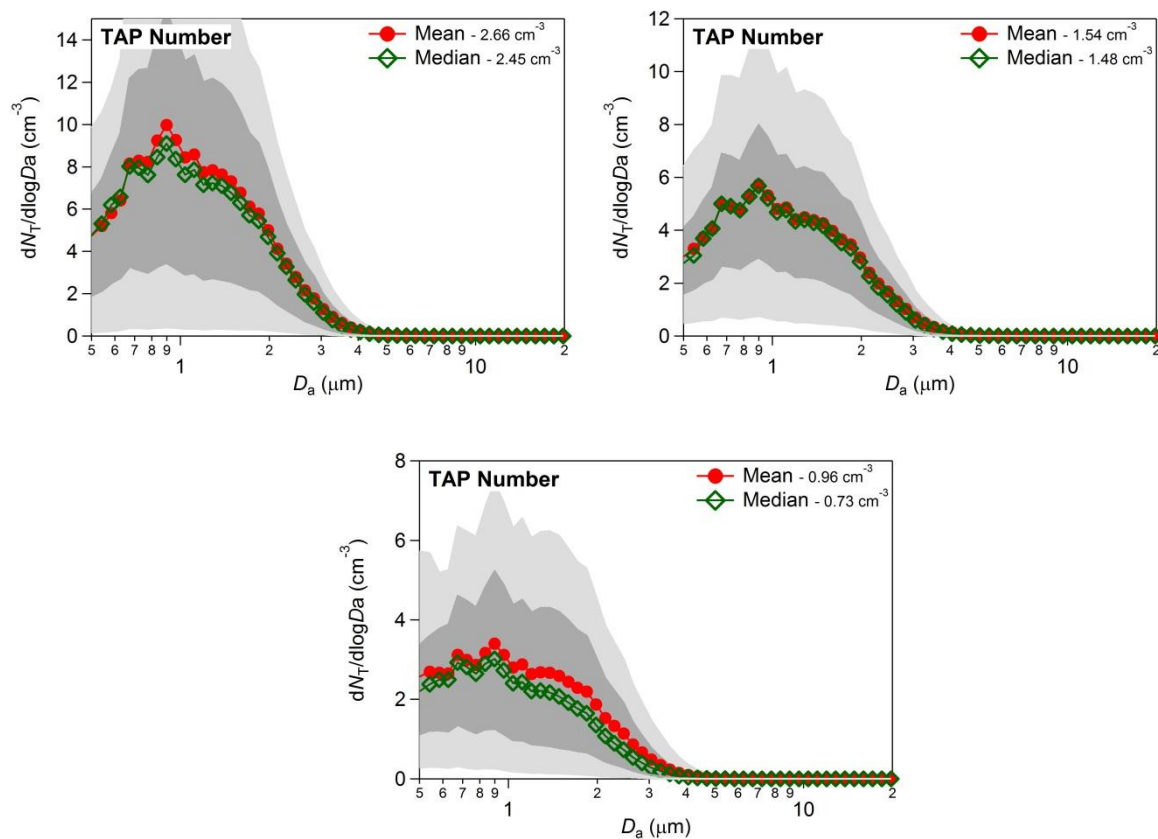 TAP Number
Mean - 2.66 cm⁻³
Median - 2.45 cm⁻³
14
12
10
8
6
4
2
0
dN_T/dlogDa (cm⁻³)
5 6 7 8 9 1 2 3 4 5 6 7 8 9 10 2
D_a (μm)
TAP Number
Mean - 1.54 cm⁻³
Median - 1.48 cm⁻³
12
10
8
6
4
2
0
dN_T/dlogDa (cm⁻³)
5 6 7 8 9 1 2 3 4 5 6 7 8 9 10 2
D_a (μm)
TAP Number
Mean - 0.96 cm⁻³
Median - 0.73 cm⁻³
8
6
4
2
0
dN_T/dlogDa (cm⁻³)
5 6 7 8 9 1 2 3 4 5 6 7 8 9 10 2
D_a (μm)